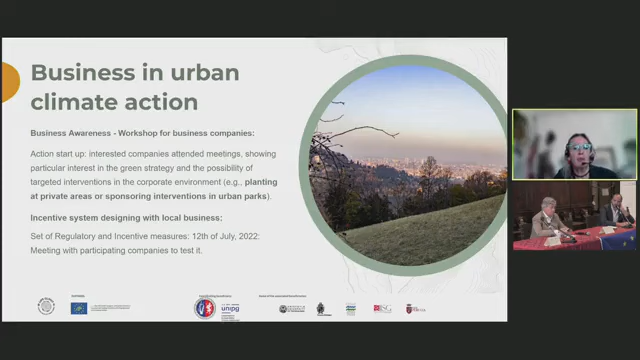 Business in urban
climate action
Business Awareness - Workshop for business companies:
Action start up: interested companies attended meetings, showing
particular interest in the green strategy and the possibility of
targeted interventions in the corporate environment (e.g., planting
at private areas or sponsoring interventions in urban parks).
Incentive system designing with local business:
Set of Regulatory and Incentive measures: 12th of July, 2022:
Meeting with participating companies to test it.
unipg